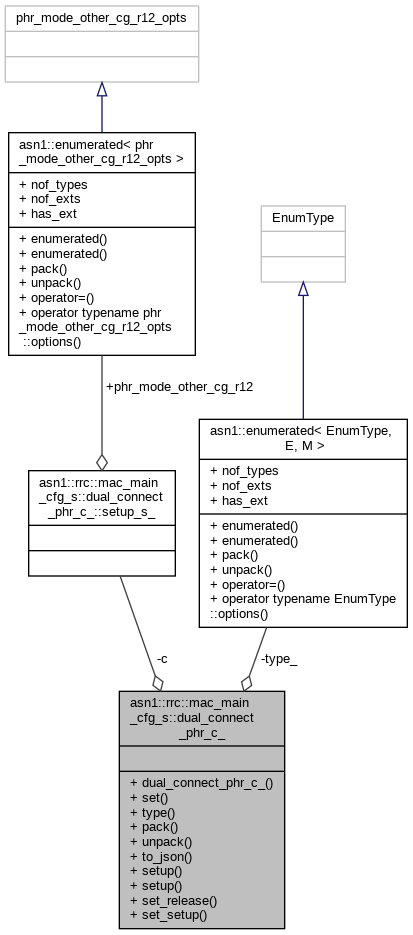 phr_mode_other_cg_r12_opts
asn1::enumerated< phr
_mode_other_cg_r12_opts >
+ nof_types
+ nof_exts
+ has_ext
+ enumerated()
+ enumerated()
+ pack()
+ unpack()
+ operator=()
+ operator typename phr
_mode_other_cg_r12_opts
::options()
EnumType
+phr_mode_other_cg_r12
asn1::enumerated< EnumType,
E, M >
+ nof_types
+ nof_exts
+ has_ext
+ enumerated()
+ enumerated()
+ pack()
+ unpack()
+ operator=()
+ operator typename EnumType
::options()
asn1::rrc::mac_main
_cfg_s::dual_connect
_phr_c_::setup_s_
-c
-type_
asn1::rrc::mac_main
_cfg_s::dual_connect
_phr_c_
+ dual_connect_phr_c_()
+ set()
+ type()
+ pack()
+ unpack()
+ to_json()
+ setup()
+ setup()
+ set_release()
+ set_setup()